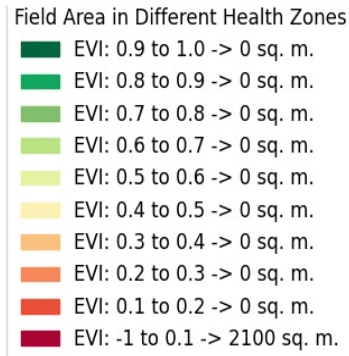 Field Area in Different Health Zones
EVI: 0.9 to 1.0 -> 0 sq. m.
EVI: 0.8 to 0.9 -> 0 sq. m.
EVI: 0.7 to 0.8 -> 0 sq. m.
EVI: 0.6 to 0.7 -> 0 sq. m.
EVI: 0.5 to 0.6 -> 0 sq. m.
EVI: 0.4 to 0.5 -> 0 sq. m.
EVI: 0.3 to 0.4 -> 0 sq. m.
EVI: 0.2 to 0.3 -> 0 sq. m.
EVI: 0.1 to 0.2 -> 0 sq. m.
EVI: -1 to 0.1 -> 2100 sq. m.